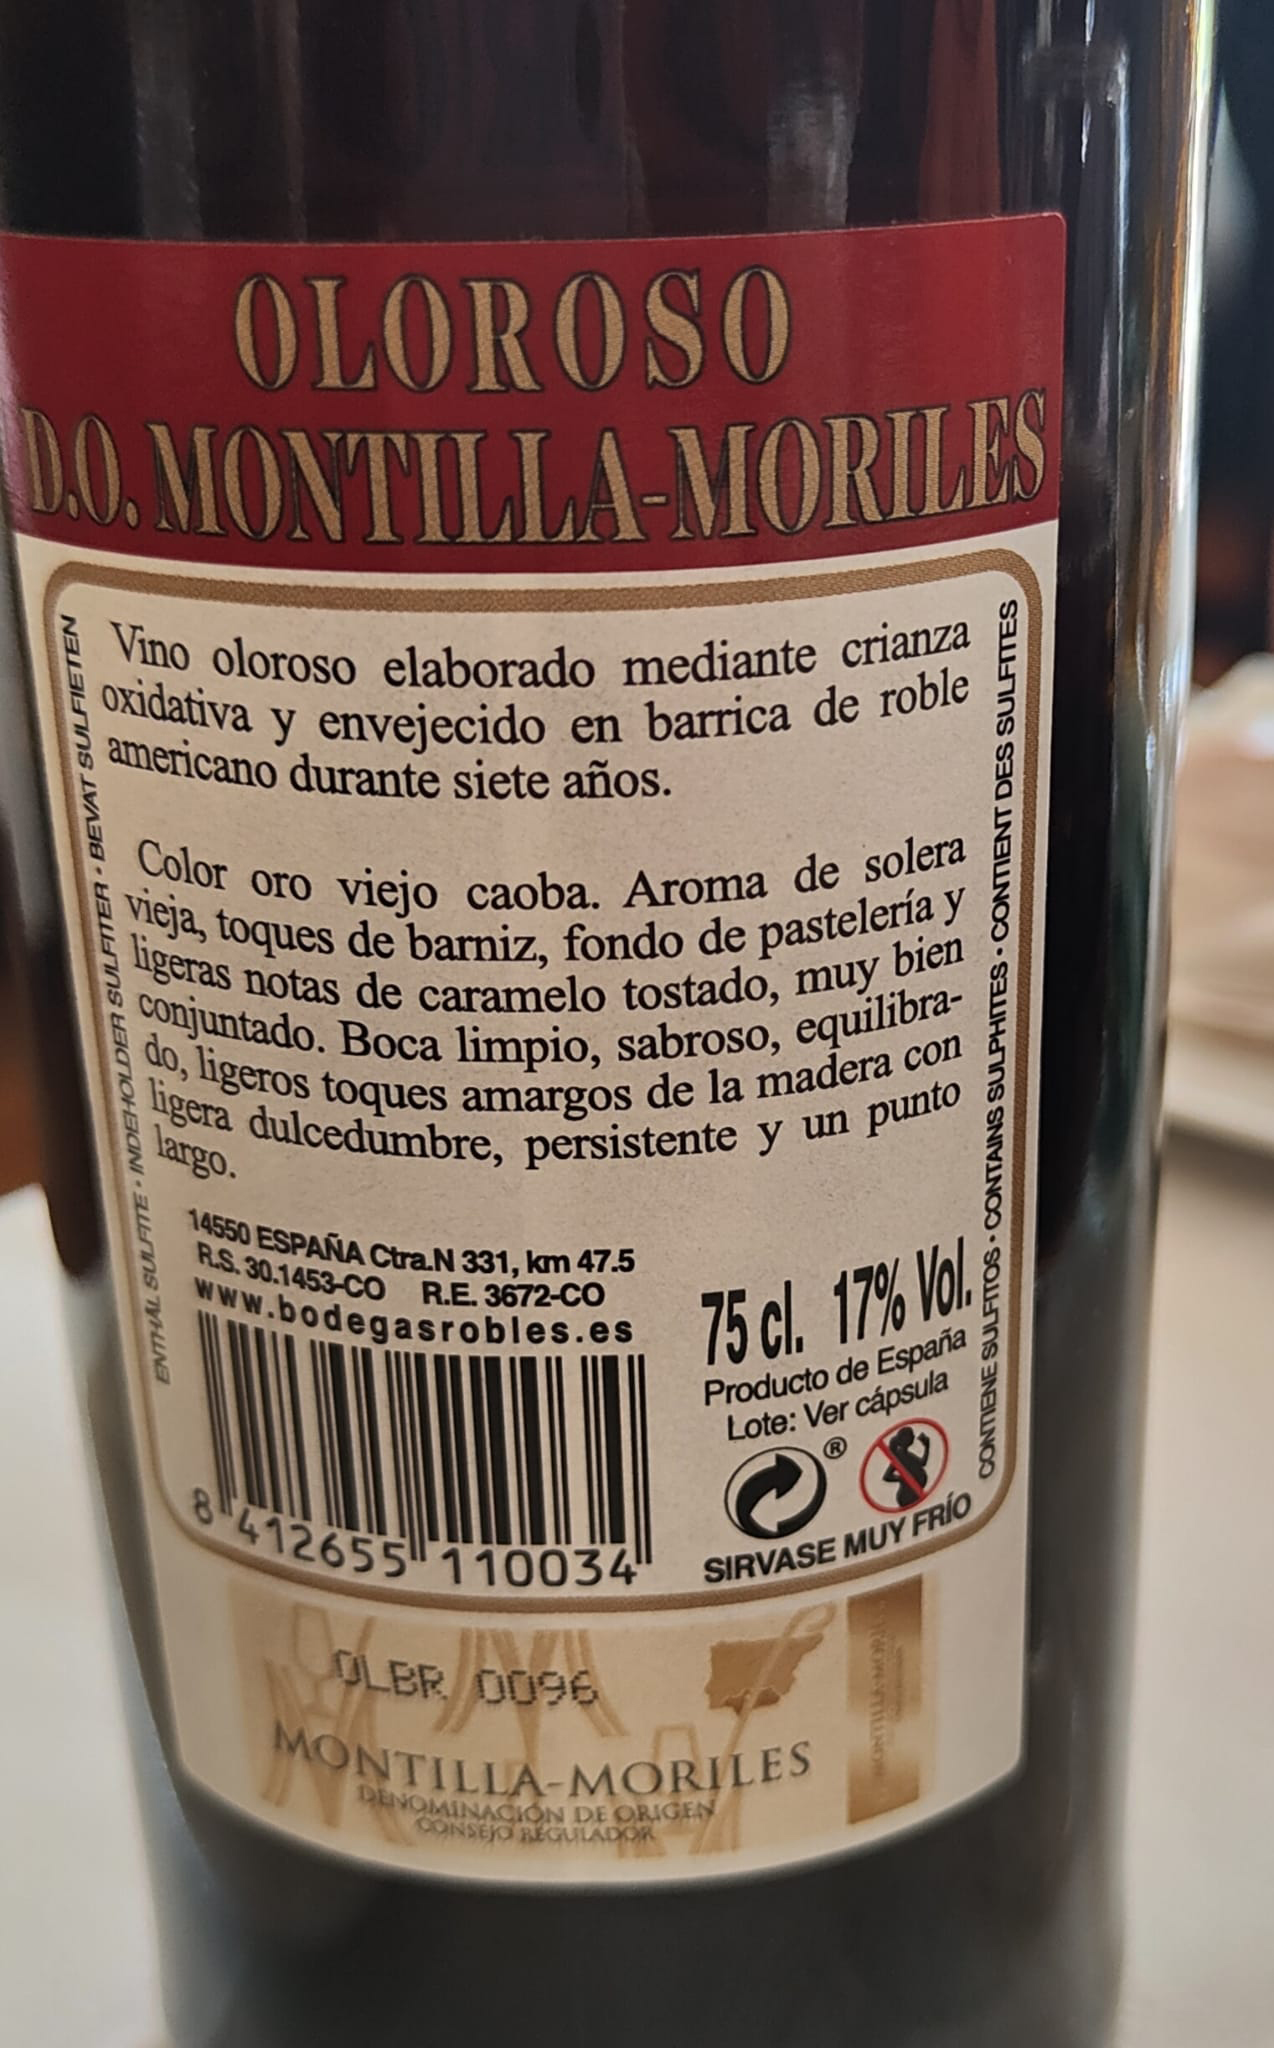 OLOROSO
D.O. MONTILLA-MORILES
Vino oloroso elaborado mediante crianza
oxidativa y envejecido en barrica de roble
americano durante siete años.
Color oro viejo caoba. Aroma de solera
vieja, toques de barniz, fondo de pastelería y
ligeras notas de caramelo tostado, muy bien
conjuntado. Boca limpio, sabroso, equilibra-
do, ligeros toques amargos de la madera con
ligera dulcedumbre, persistente y un punto
largo.
ENTHÄL SULFITE • INDEHOLDER SULFITER • BEVAT SULFIETEN
CONTIENE SULFITOS • CONTAINS SULPHITES • CONTIENT DES SULFITES
14550 ESPAÑA Ctra.N 331, km 47.5
R.S. 30.1453-CO R.E. 3672-CO
www.bodegasrobles.es
8 412655 110034
75 cl. 17% Vol.
Producto de España
Lote: Ver cápsula
®
SIRVASE MUY FRÍO
OLBR 0096
MONTILLA-MORILES
DENOMINACIÓN DE ORIGEN
CONSEJO REGULADOR